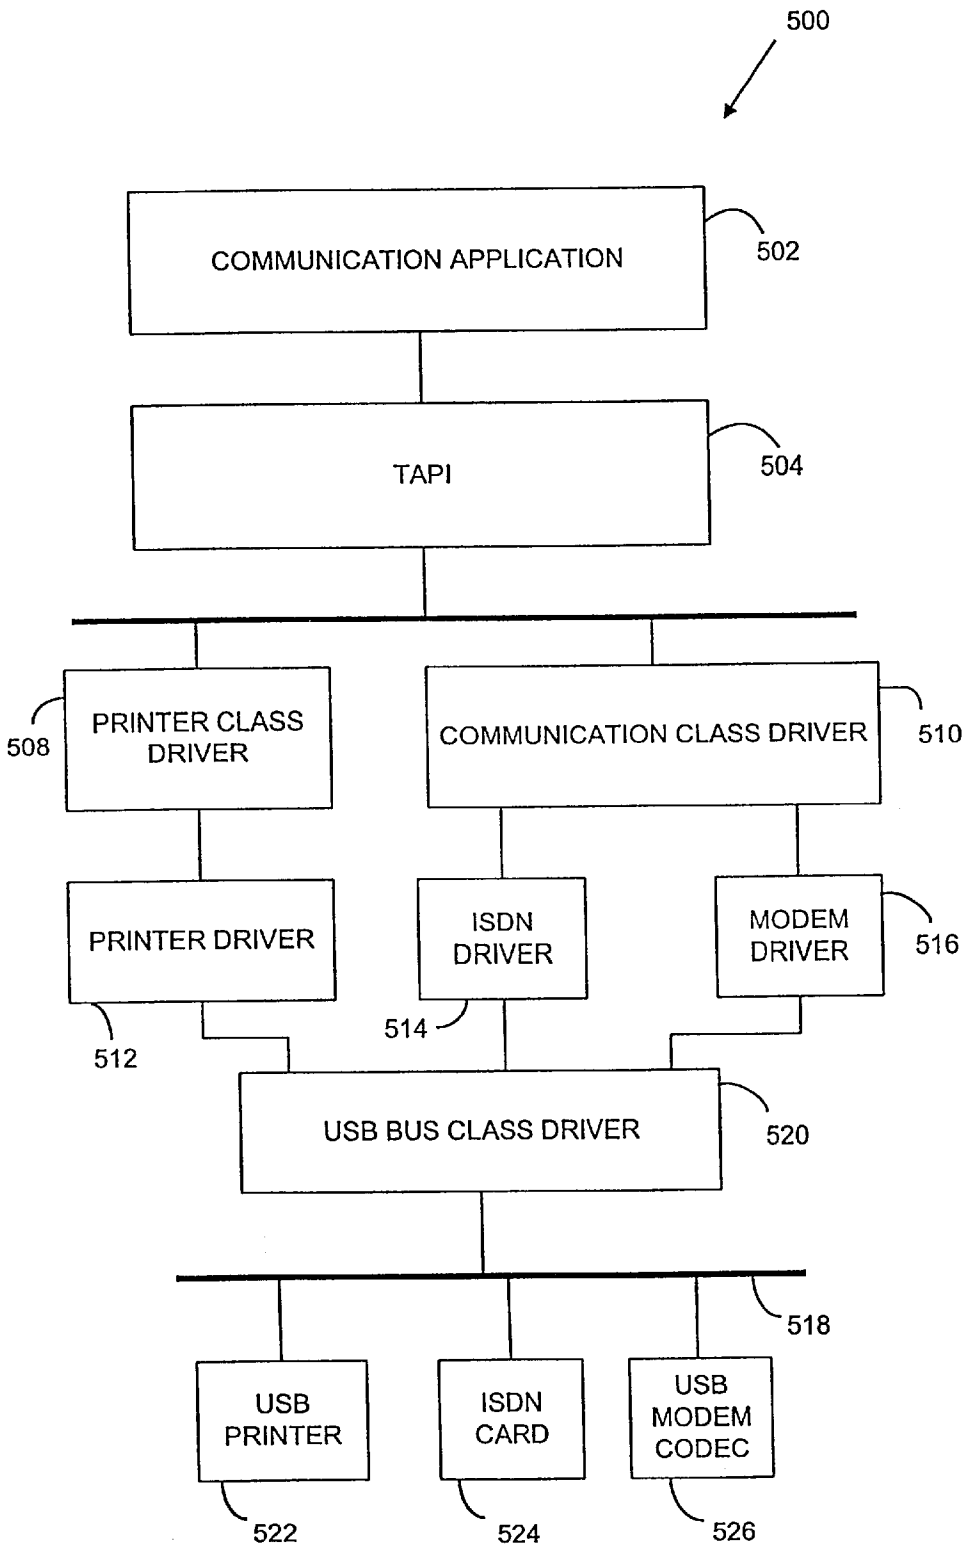 500
COMMUNICATION APPLICATION
502
TAPI
504
PRINTER CLASS
DRIVER
508
COMMUNICATION CLASS DRIVER
510
PRINTER DRIVER
512
ISDN
DRIVER
514
MODEM
DRIVER
516
USB BUS CLASS DRIVER
520
518
USB
PRINTER
522
ISDN
CARD
524
USB
MODEM
CODEC
526